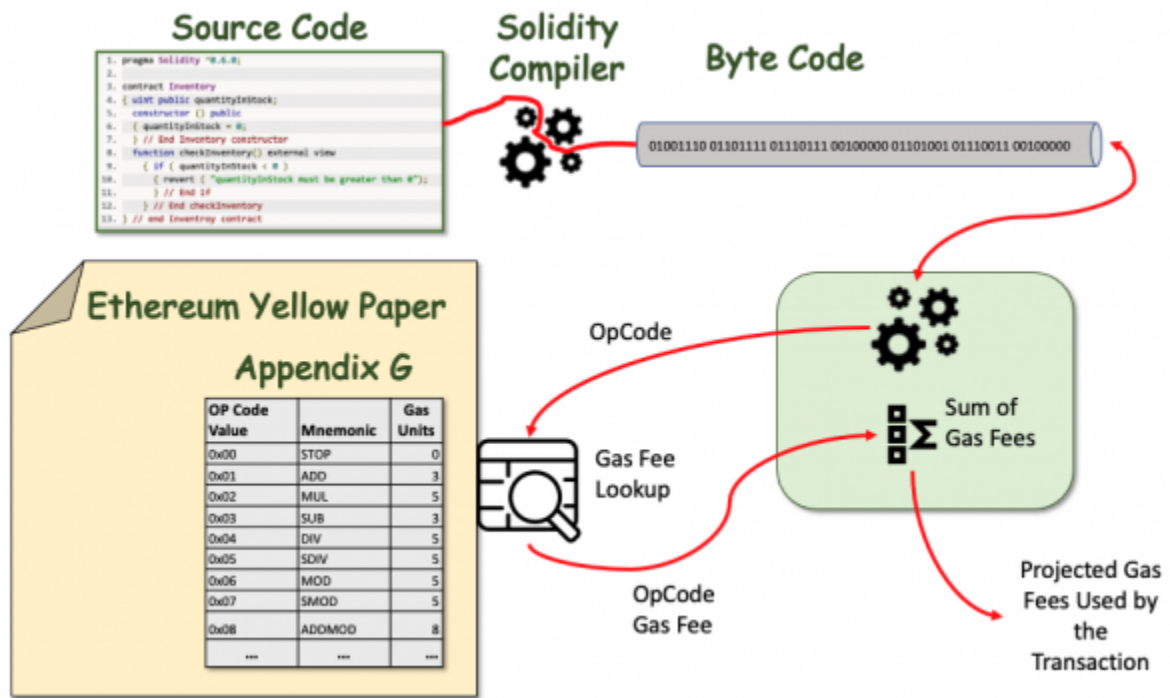 Source Code
1. pragma Solidity ^0.6.0;
2.
3. contract Inventory
4. { uint public quantityInStock;
5. constructor () public
6. { quantityInStock = 0;
7. } // End Inventory constructor
8. function checkInventory() external view
9. { if ( quantityInStock < 0 )
10. { revert ( "quantityInStock must be greater than 0");
11. } // End if
12. } // End checkInventory
13. } // end Inventroy contract
Solidity
Compiler
Byte Code
01001110 01101111 01110111 00100000 01101001 01110011 00100000
Ethereum Yellow Paper
Appendix G
OP Code Value Mnemonic Gas Units
0x00 STOP 0
0x01 ADD 3
0x02 MUL 5
0x03 SUB 3
0x04 DIV 5
0x05 SDIV 5
0x06 MOD 5
0x07 SMOD 5
0x08 ADDMOD 8
... ... ...
OpCode
Gas Fee
Lookup
OpCode
Gas Fee
Σ
Sum of
Gas Fees
Projected Gas
Fees Used by
the
Transaction